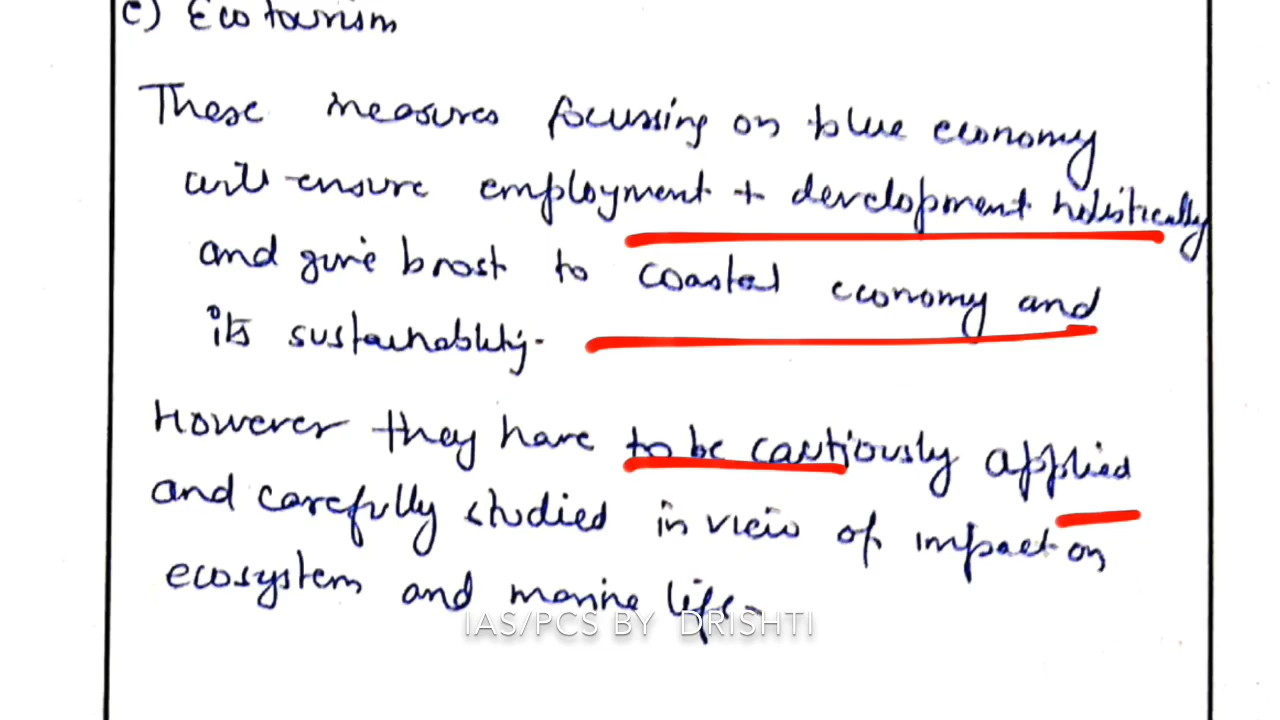 c) Eco tourism
These measures focussing on blue economy
will ensure employment + development holistically
and give boost to coastal economy and
its sustainability.
However they have to be cautiously applied
and carefully studied in view of impact on
ecosystem and marine life.
IAS/PCS BY DRISHTI